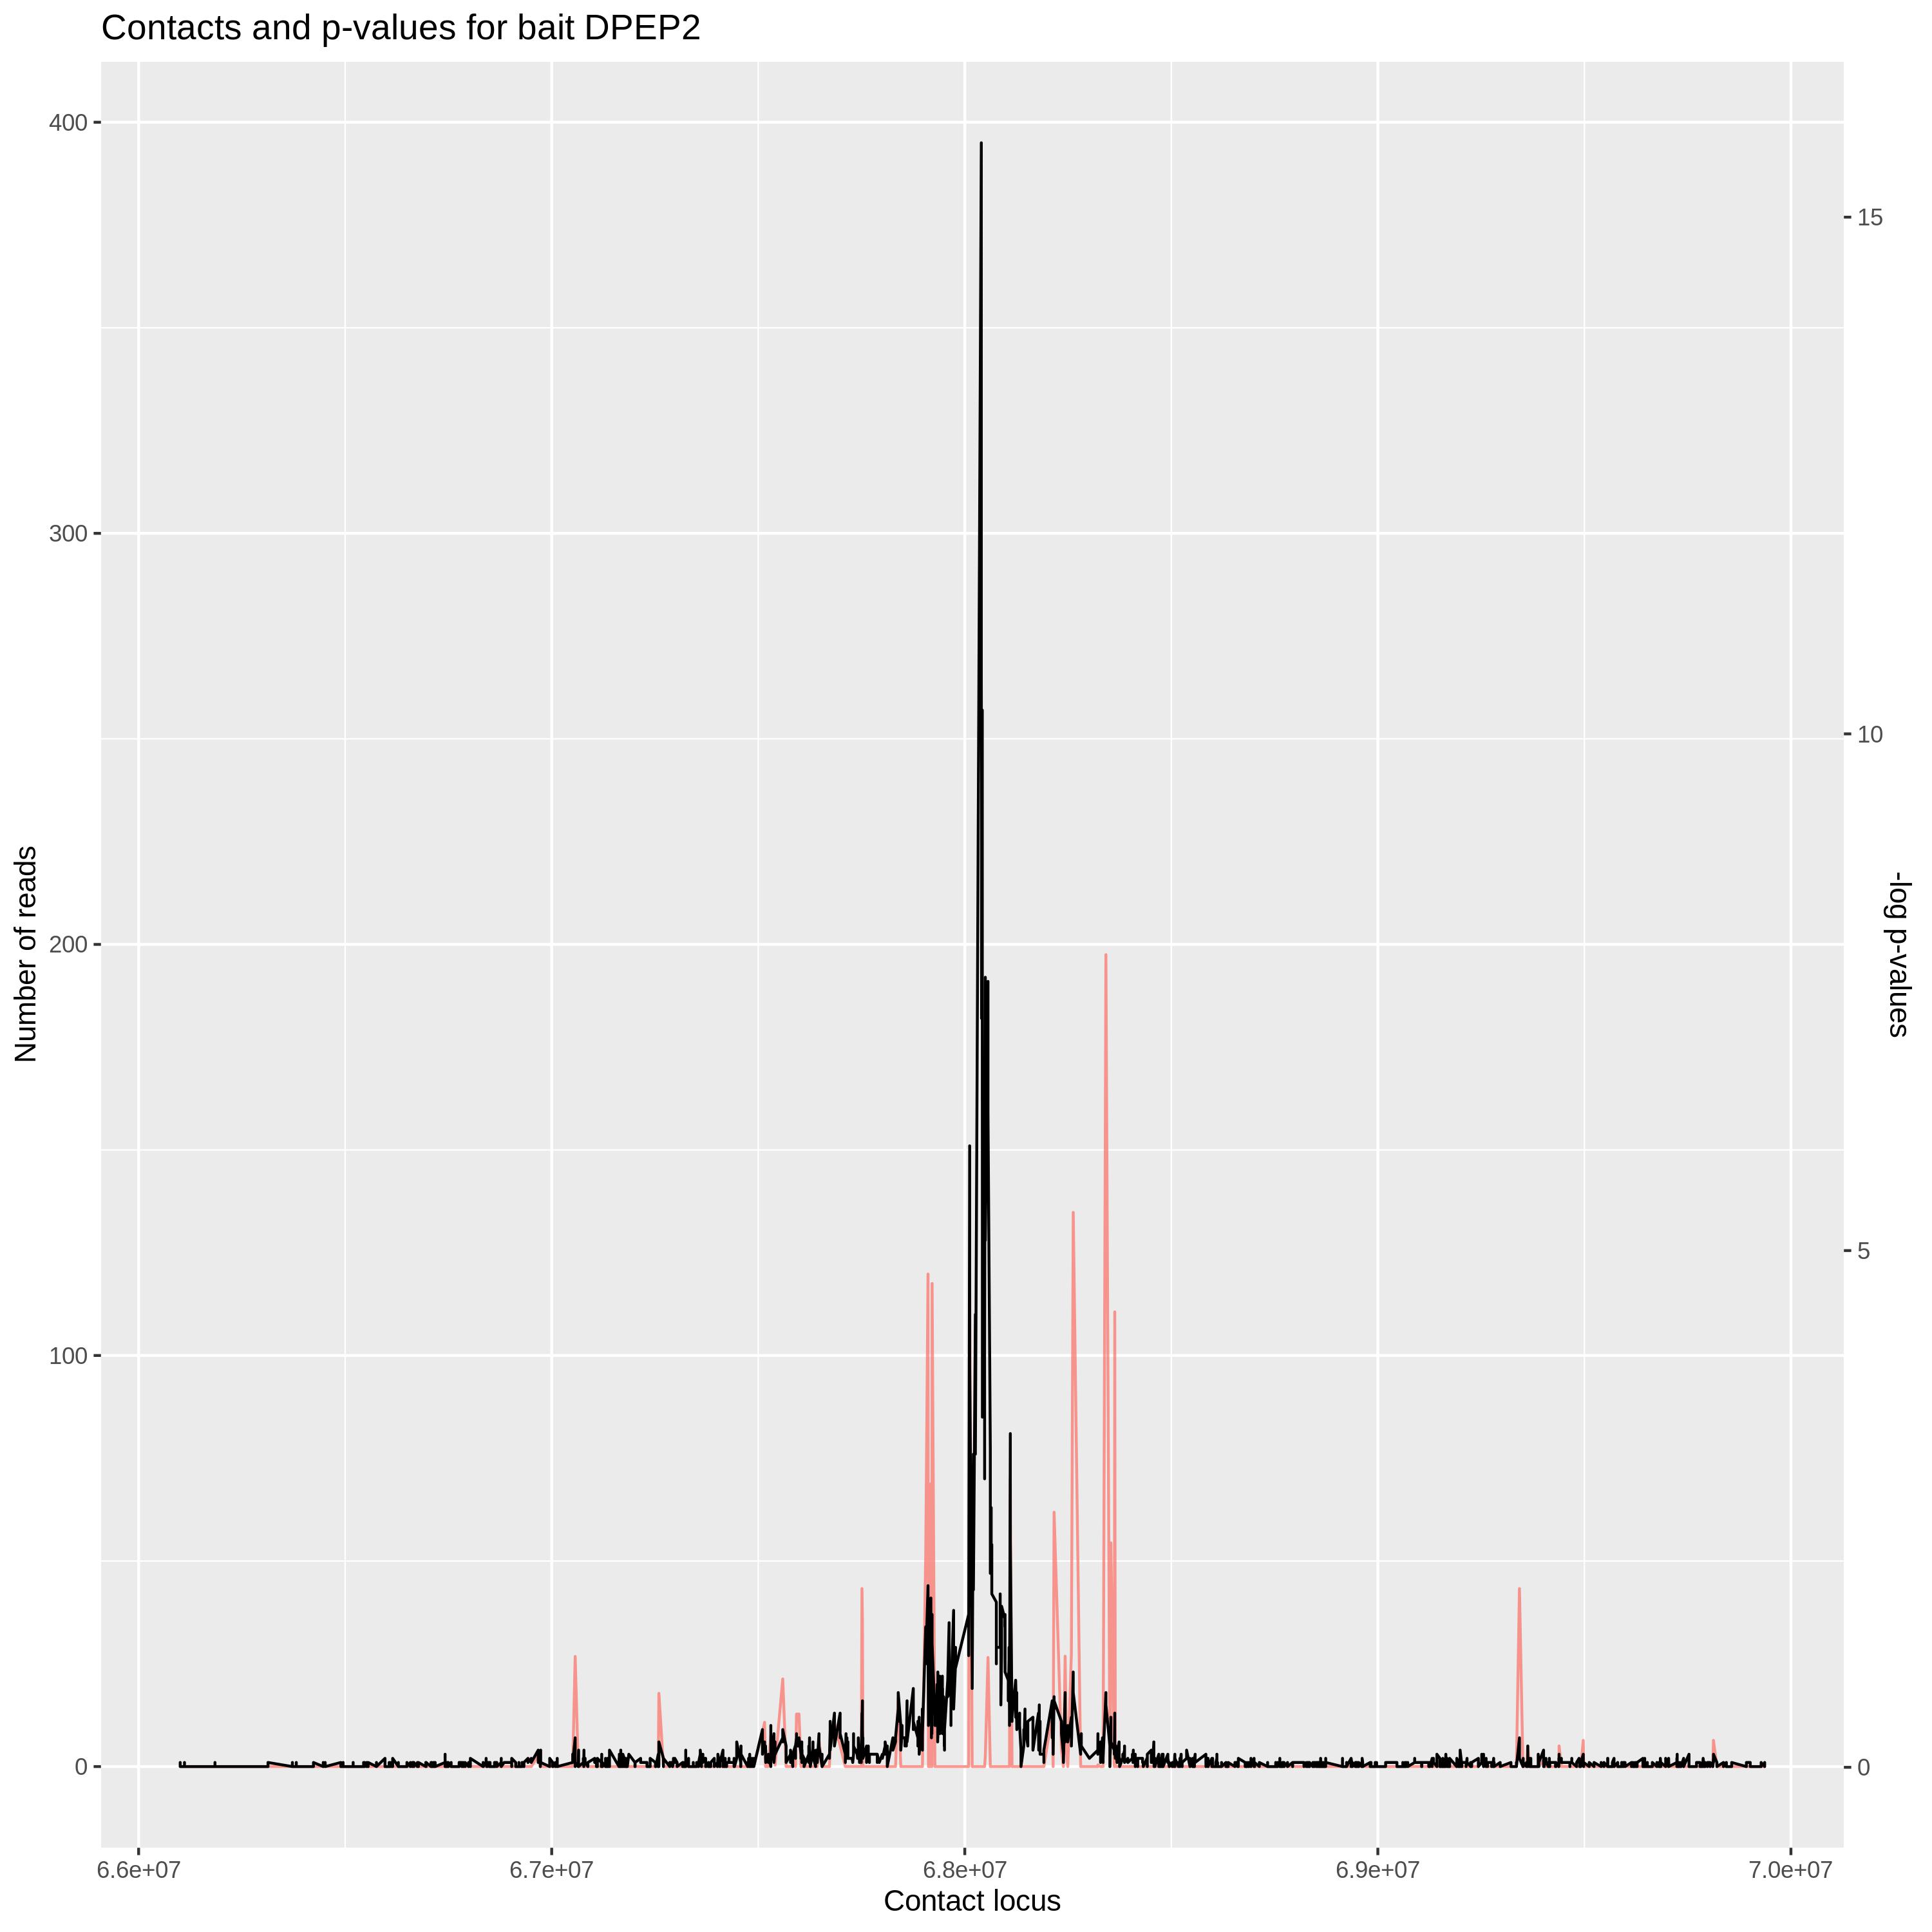 Contacts and p-values for bait DPEP2
400
300
200
100
0
Number of reads
15
10
5
0
-log p-values
6.6e+07 6.7e+07 6.8e+07 6.9e+07 7.0e+07
Contact locus